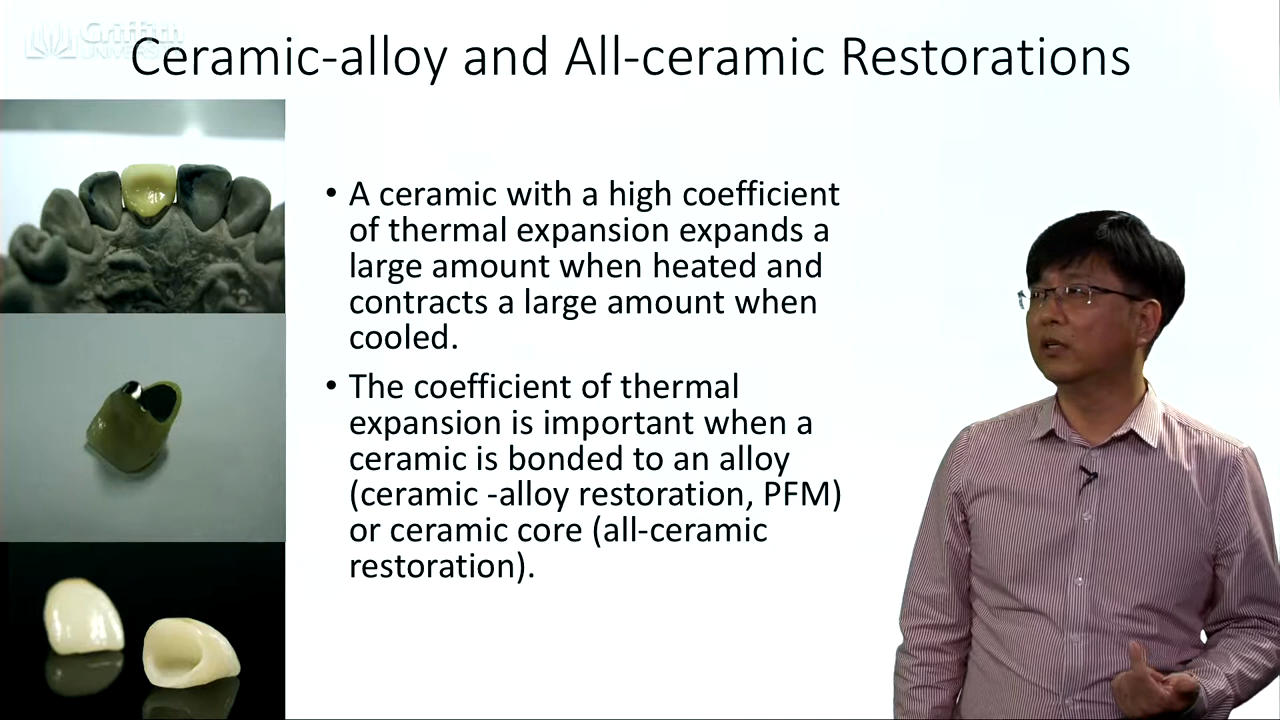 Griffith
UNIVERSITY
Ceramic-alloy and All-ceramic Restorations
• A ceramic with a high coefficient
of thermal expansion expands a
large amount when heated and
contracts a large amount when
cooled.
• The coefficient of thermal
expansion is important when a
ceramic is bonded to an alloy
(ceramic -alloy restoration, PFM)
or ceramic core (all-ceramic
restoration).